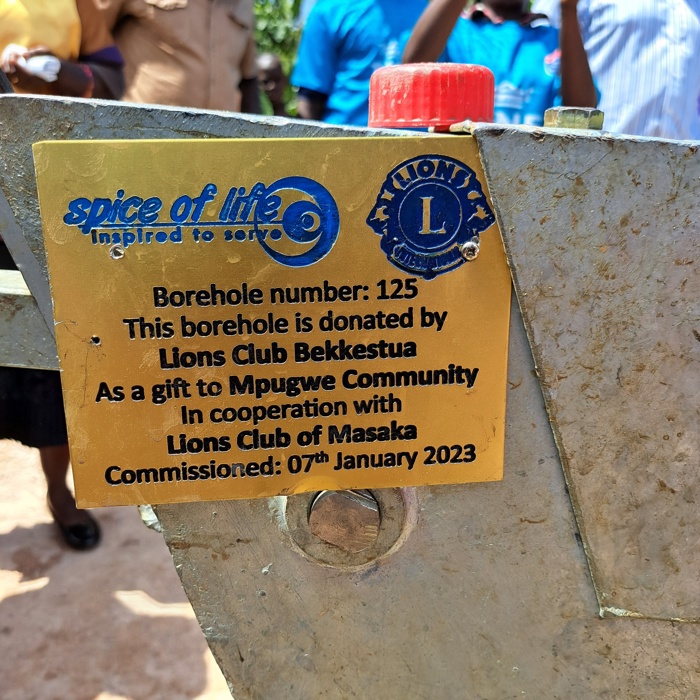 spice of life
inspired to serve
LIONS
L
INTERNATIONAL
Borehole number: 125
This borehole is donated by
Lions Club Bekkestua
As a gift to Mpugwe Community
In cooperation with
Lions Club of Masaka
Commissioned: 07th January 2023